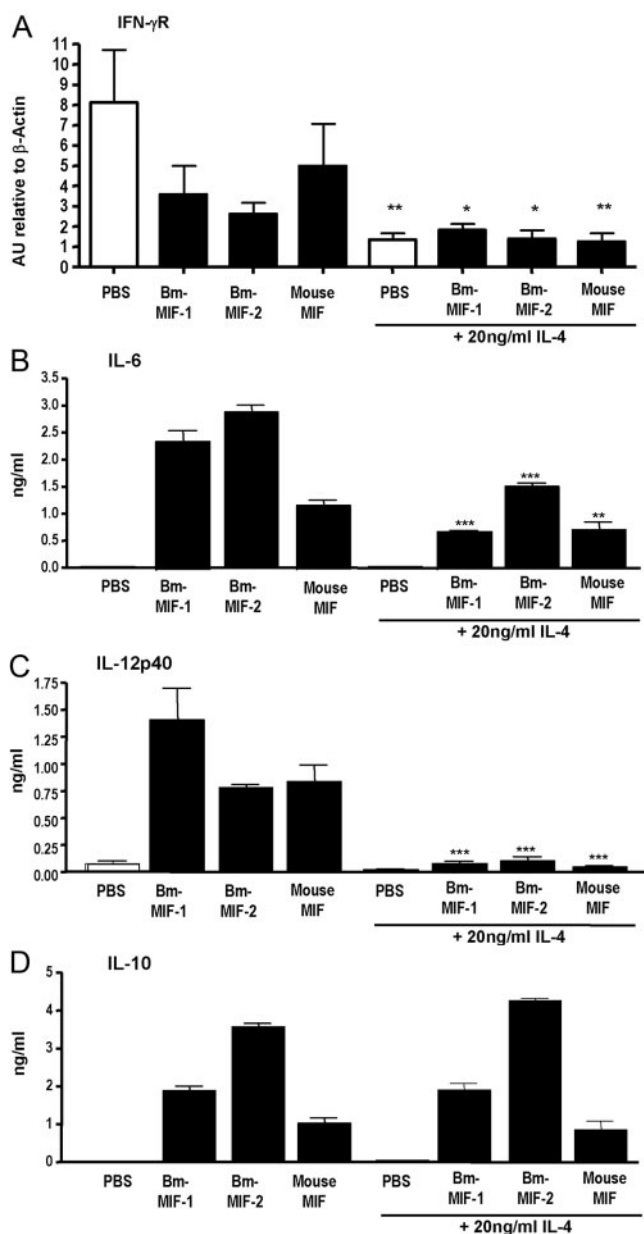 A IFN-γR
AU relative to β-Actin
11
10
9
8
7
6
5
4
3
2
1
0
** * * **
PBS Bm-MIF-1 Bm-MIF-2 Mouse MIF PBS Bm-MIF-1 Bm-MIF-2 Mouse MIF
+ 20ng/ml IL-4
B IL-6
ng/ml
3.5
3.0
2.5
2.0
1.5
1.0
0.5
0.0
*** *** **
PBS Bm-MIF-1 Bm-MIF-2 Mouse MIF PBS Bm-MIF-1 Bm-MIF-2 Mouse MIF
+ 20ng/ml IL-4
C IL-12p40
ng/ml
1.75
1.50
1.25
1.00
0.75
0.50
0.25
0.00
*** *** ***
PBS Bm-MIF-1 Bm-MIF-2 Mouse MIF PBS Bm-MIF-1 Bm-MIF-2 Mouse MIF
+ 20ng/ml IL-4
D IL-10
ng/ml
5
4
3
2
1
0
PBS Bm-MIF-1 Bm-MIF-2 Mouse MIF PBS Bm-MIF-1 Bm-MIF-2 Mouse MIF
+ 20ng/ml IL-4